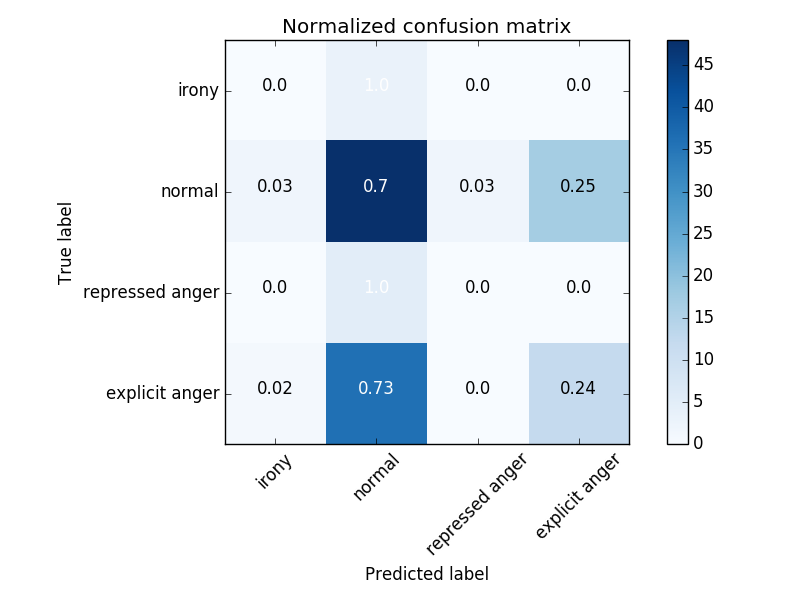 Normalized confusion matrix
True label
irony
0.0 1.0 0.0 0.0
normal
0.03 0.7 0.03 0.25
repressed anger
0.0 1.0 0.0 0.0
explicit anger
0.02 0.73 0.0 0.24
irony
normal
repressed anger
explicit anger
Predicted label
45
40
35
30
25
20
15
10
5
0